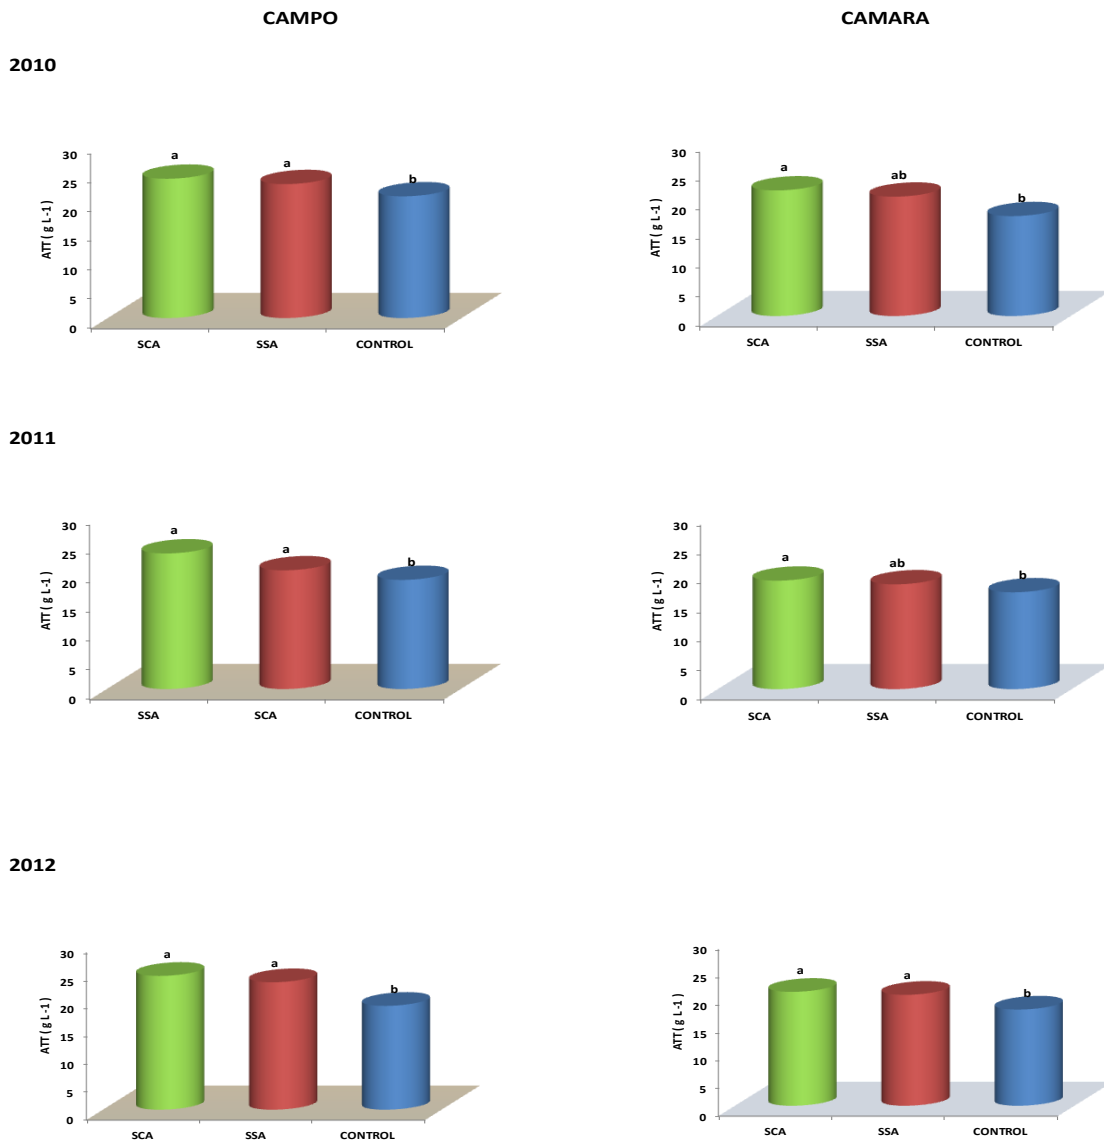 CAMPO
CAMARA
2010
ATT ( g L-1)
30
25
20
15
10
5
0
a
a
b
SCA
SSA
CONTROL
ATT ( g L-1)
30
25
20
15
10
5
0
a
ab
b
SCA
SSA
CONTROL
2011
ATT ( g L-1)
30
25
20
15
10
5
0
a
a
b
SSA
SCA
CONTROL
ATT ( g L-1)
30
25
20
15
10
5
0
a
ab
b
SCA
SSA
CONTROL
2012
ATT ( g L-1)
30
25
20
15
10
5
0
a
a
b
SCA
SSA
CONTROL
ATT ( g L-1)
30
25
20
15
10
5
0
a
a
b
SCA
SSA
CONTROL